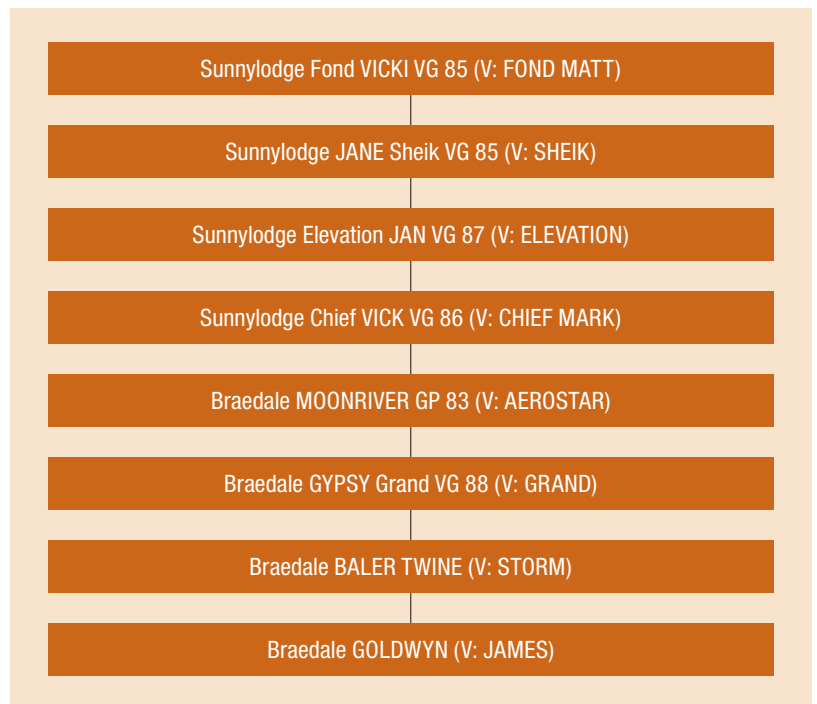 Sunnylodge Fond VICKI VG 85 (V: FOND MATT)
Sunnylodge JANE Sheik VG 85 (V: SHEIK)
Sunnylodge Elevation JAN VG 87 (V: ELEVATION)
Sunnylodge Chief VICK VG 86 (V: CHIEF MARK)
Braedale MOONRIVER GP 83 (V: AEROSTAR)
Braedale GYPSY Grand VG 88 (V: GRAND)
Braedale BALER TWINE (V: STORM)
Braedale GOLDWYN (V: JAMES)